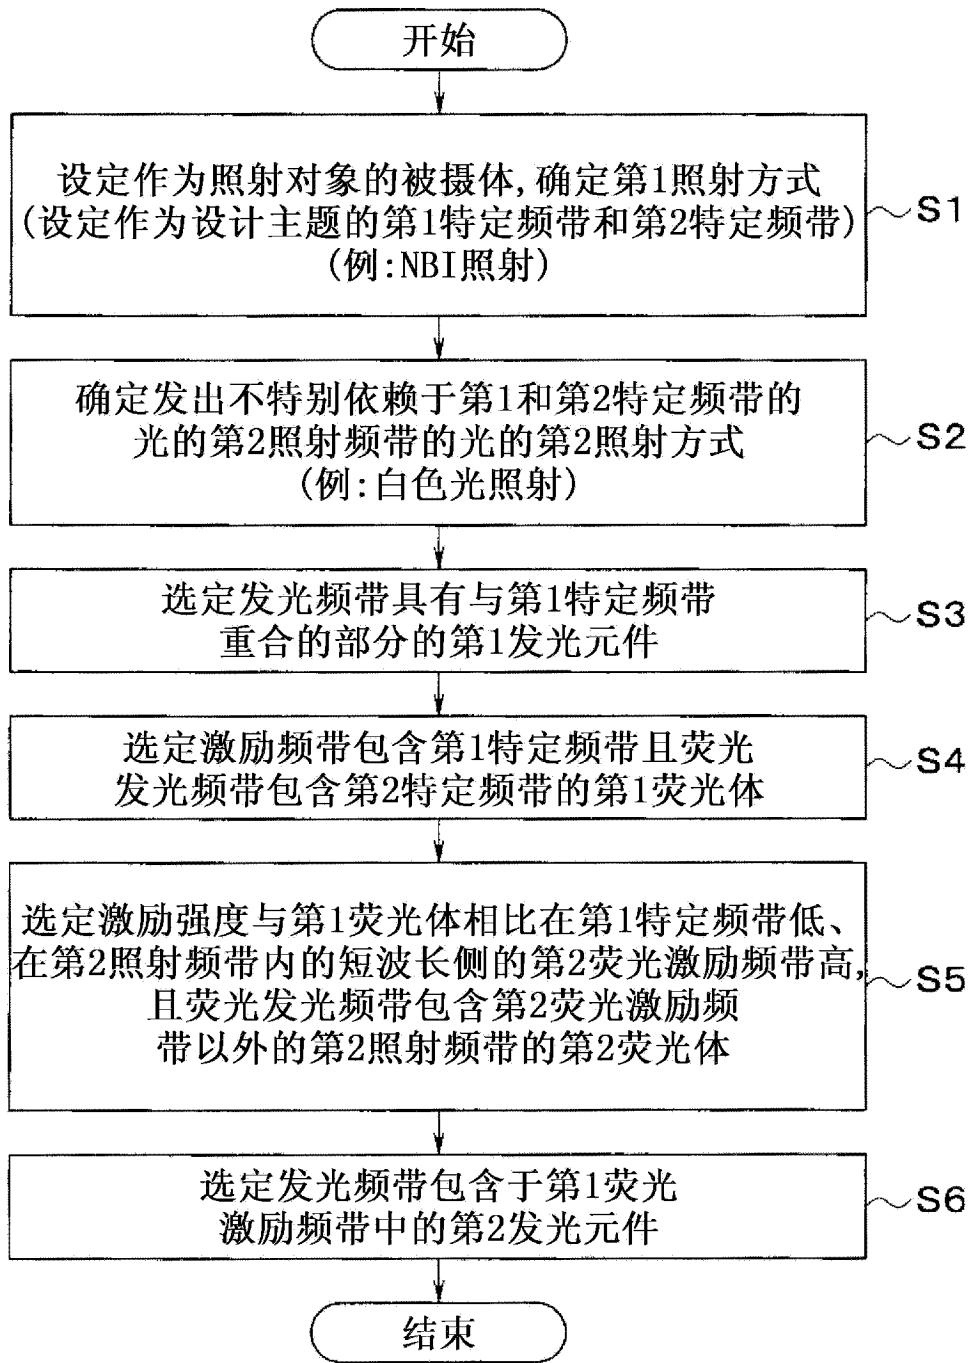 开始
设定作为照射对象的被摄体,确定第1照射方式
(设定作为设计主题的第1特定频带和第2特定频带)
(例:NBI照射)
S1
确定发出不特别依赖于第1和第2特定频带的
光的第2照射频带的光的第2照射方式
(例:白色光照射)
S2
选定发光频带具有与第1特定频带
重合的部分的第1发光元件
S3
选定激励频带包含第1特定频带且荧光
发光频带包含第2特定频带的第1荧光体
S4
选定激励强度与第1荧光体相比在第1特定频带低、
在第2照射频带内的短波长侧的第2荧光激励频带高,
且荧光发光频带包含第2荧光激励频
带以外的第2照射频带的第2荧光体
S5
选定发光频带包含于第1荧光
激励频带中的第2发光元件
S6
结束